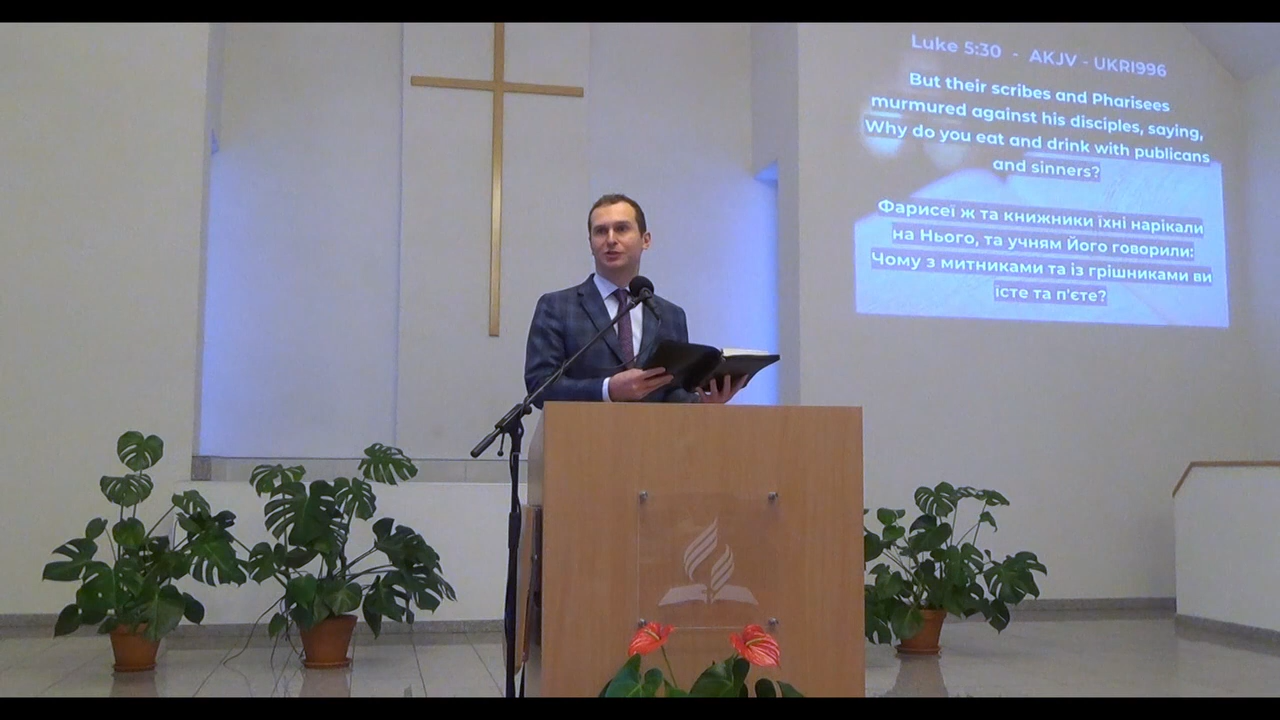 Luke 5:30 - AKJV - UKR1996
But their scribes and Pharisees
murmured against his disciples, saying,
Why do you eat and drink with publicans
and sinners?
Фарисеї ж та книжники їхні нарікали
на Нього, та учням Його говорили:
Чому з митниками та із грішниками ви
їсте та п'єте?